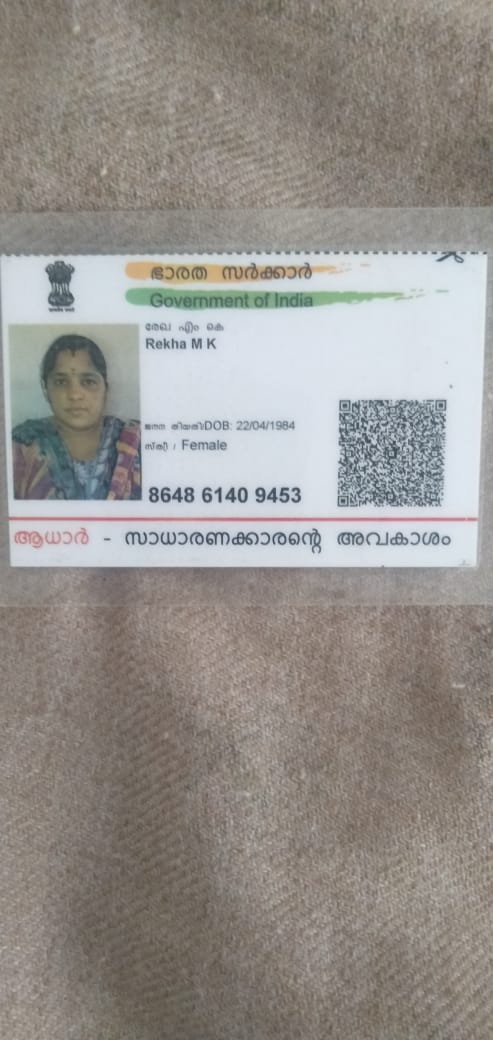 ഭാരത സർക്കാർ
Government of India
രേഖ എം കെ
Rekha M K
ജനന തിയതി/DOB: 22/04/1984
സ്ത്രീ / Female
8648 6140 9453
ആധാർ - സാധാരണക്കാരന്റെ അവകാശം